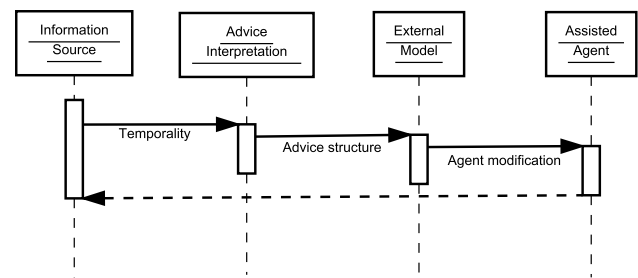 Information
Source
Advice
Interpretation
External
Model
Assisted
Agent
Temporality
Advice structure
Agent modification